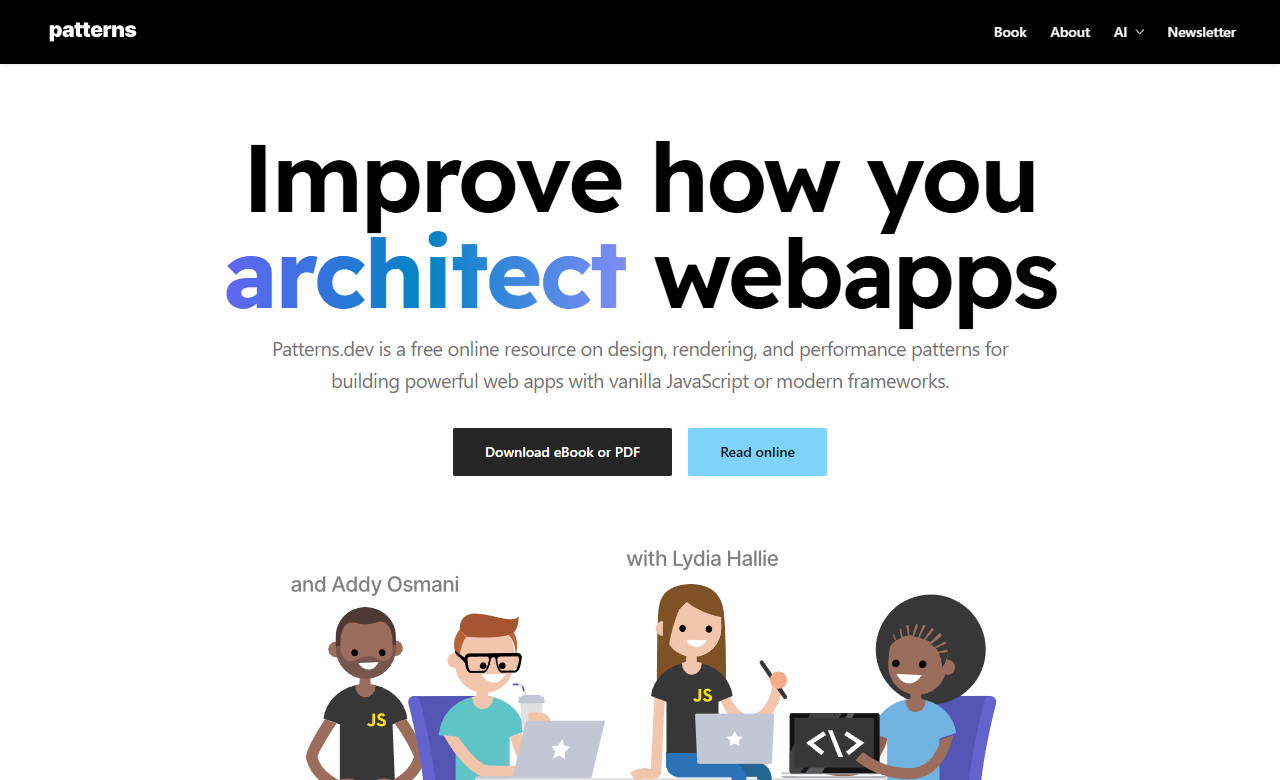 patterns
Book
About
AI
Newsletter
Improve how you
architect webapps
Patterns.dev is a free online resource on design, rendering, and performance patterns for
building powerful web apps with vanilla JavaScript or modern frameworks.
Download eBook or PDF
Read online
with Lydia Hallie
and Addy Osmani
JS
JS
<\>